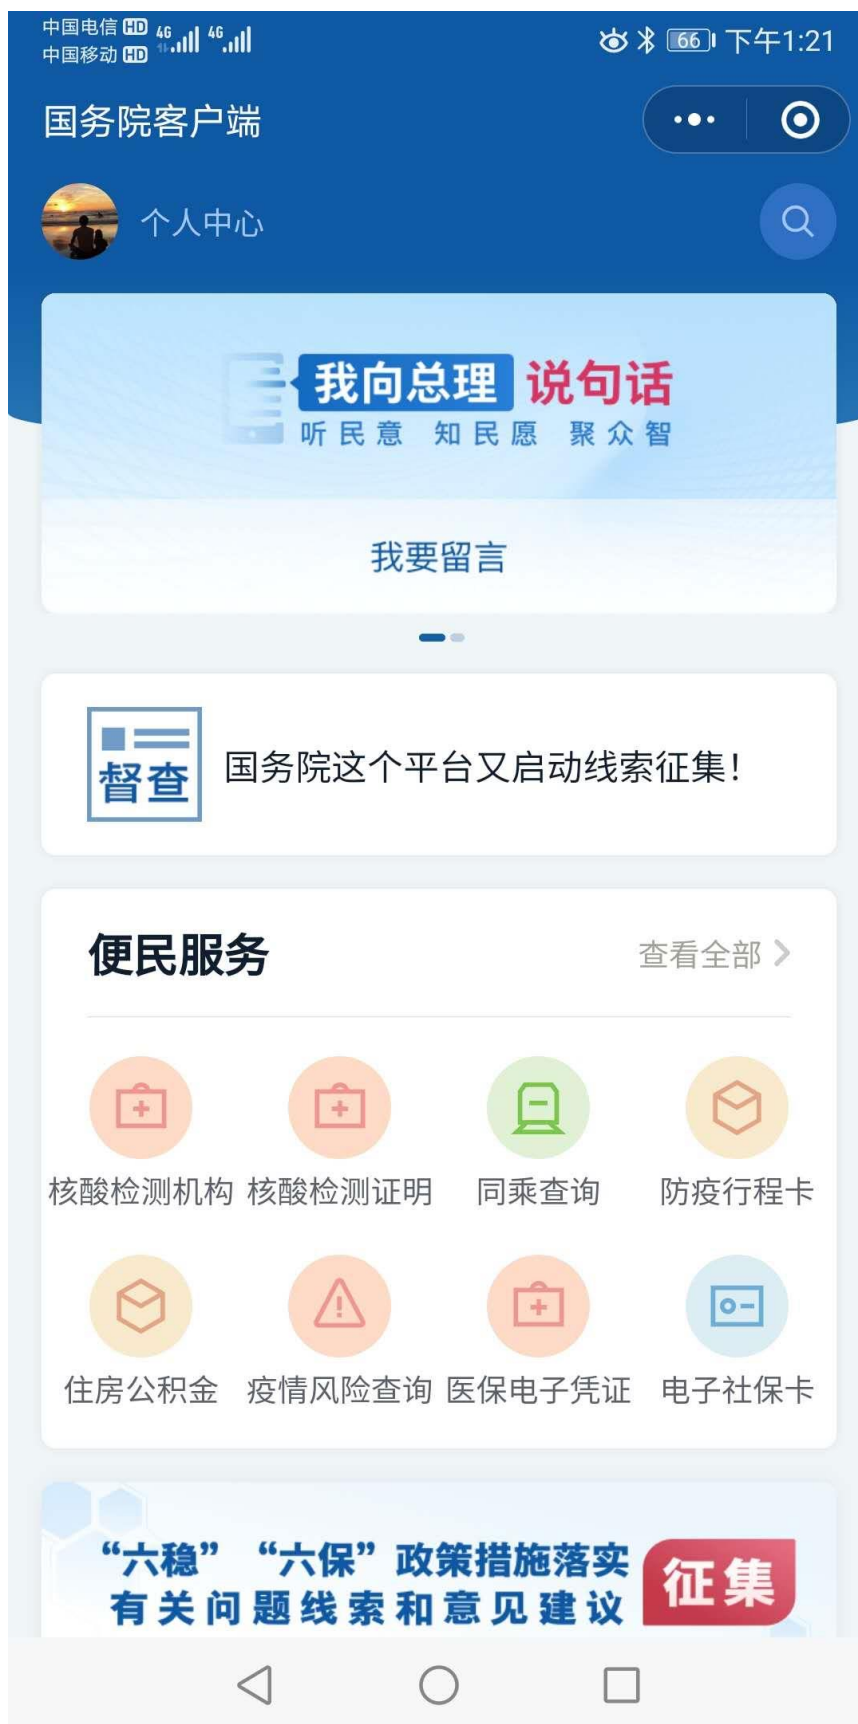 中国电信 HD 4G 4G
中国移动 HD
66 下午1:21
国务院客户端
个人中心
我向总理 说句话
听民意 知民愿 聚众智
我要留言
督查
国务院这个平台又启动线索征集！
便民服务
查看全部
核酸检测机构 核酸检测证明 同乘查询 防疫行程卡
住房公积金 疫情风险查询 医保电子凭证 电子社保卡
“六稳”“六保”政策措施落实
有关问题线索和意见建议
征集